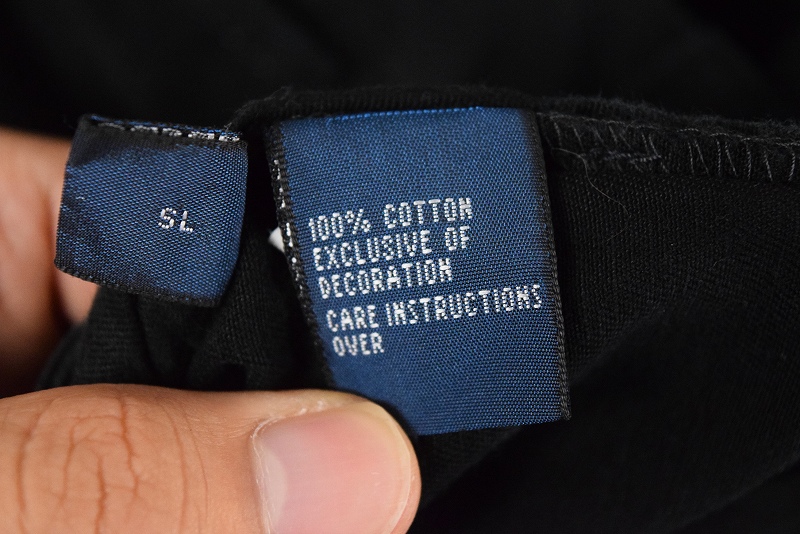 SL
100% COTTON
EXCLUSIVE OF
DECORATION
CARE INSTRUCTIONS
OVER